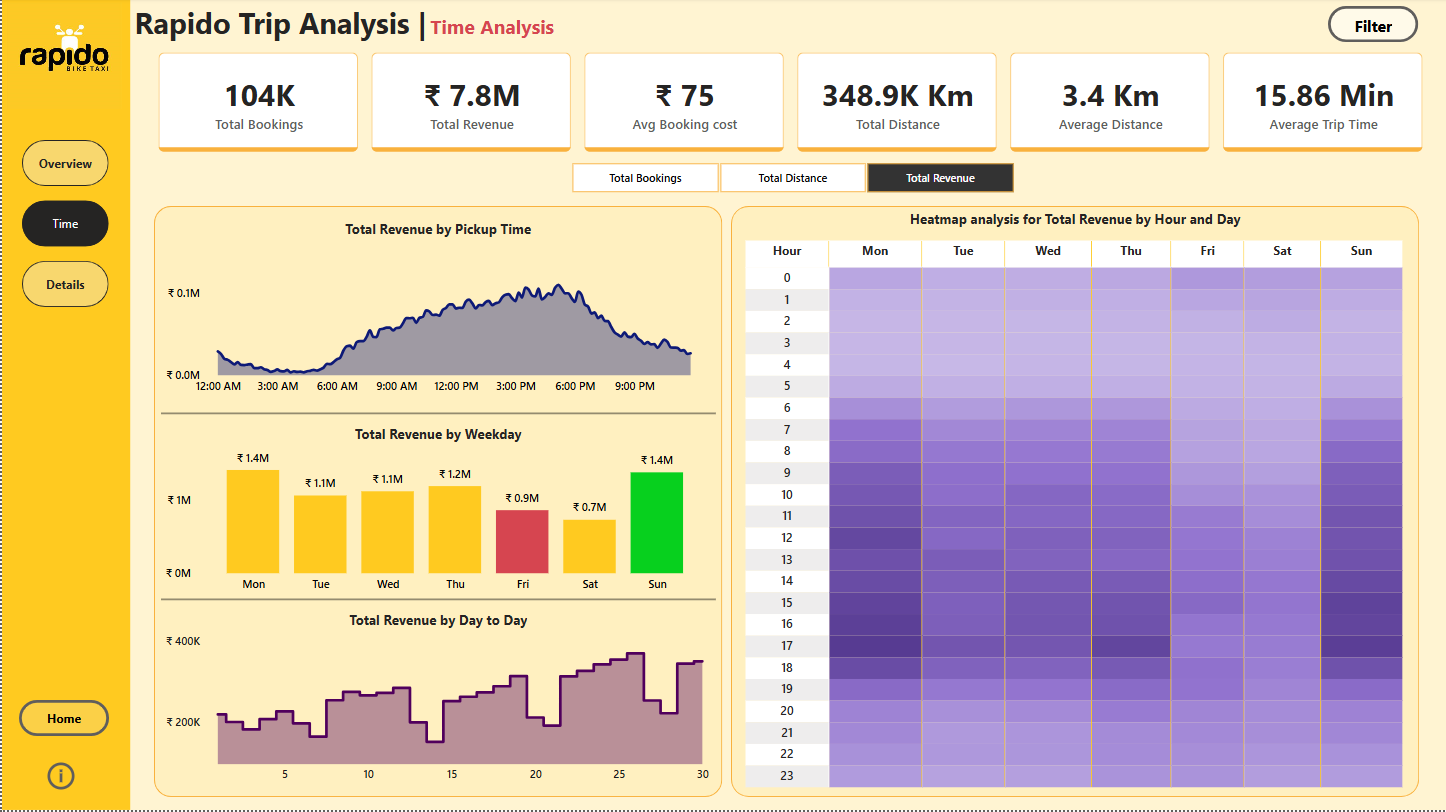 rapido
BIKE TAXI
Overview
Time
Details
Home
i
Rapido Trip Analysis | Time Analysis
Filter
104K
Total Bookings
₹ 7.8M
Total Revenue
₹ 75
Avg Booking cost
348.9K Km
Total Distance
3.4 Km
Average Distance
15.86 Min
Average Trip Time
Total Bookings Total Distance Total Revenue
Total Revenue by Pickup Time
₹ 0.1M
₹ 0.0M
12:00 AM 3:00 AM 6:00 AM 9:00 AM 12:00 PM 3:00 PM 6:00 PM 9:00 PM
Total Revenue by Weekday
₹ 1M
₹ 0M
₹ 1.4M ₹ 1.1M ₹ 1.1M ₹ 1.2M ₹ 0.9M ₹ 0.7M ₹ 1.4M
Mon Tue Wed Thu Fri Sat Sun
Total Revenue by Day to Day
₹ 400K
₹ 200K
5 10 15 20 25 30
Heatmap analysis for Total Revenue by Hour and Day
Hour Mon Tue Wed Thu Fri Sat Sun
0
1
2
3
4
5
6
7
8
9
10
11
12
13
14
15
16
17
18
19
20
21
22
23